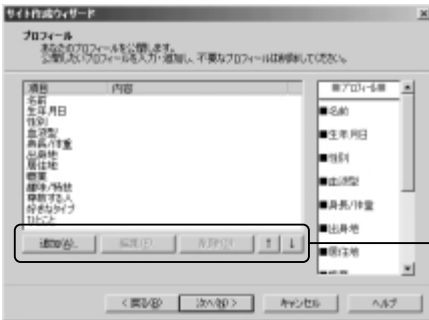 サイト作成ウィザード
プロフィール
あなたのプロフィールを公開します。
公開したいプロフィールを入力・追加し、不要なプロフィールは削除してください。
項目 内容
名前
生年月日
性別
血液型
身長/体重
出身地
居住地
職業
趣味/特技
尊敬する人
好きなタイプ
ひとこと
追加(A)... 編集(E) 削除(D) ↑ ↓
■プロフィール■
■名前
■生年月日
■性別
■血液型
■身長/体重
■出身地
■居住地
■職業
< 戻る(B) 次へ(N) > キャンセル ヘルプ